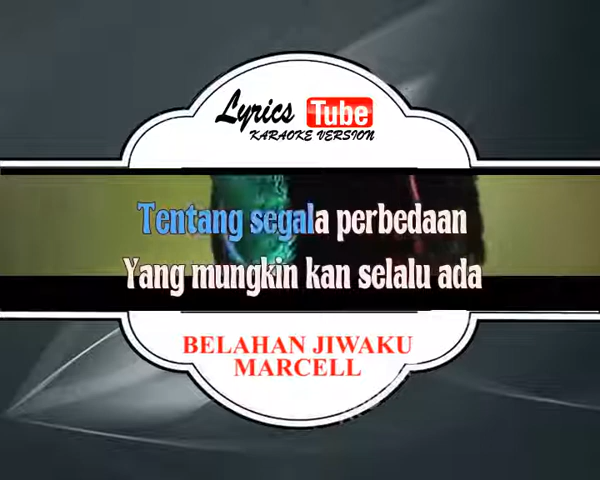 Lyrics Tube
KARAOKE VERSION
Tentang segala perbedaan
Yang mungkin kan selalu ada
BELAHAN JIWAKU
MARCELL